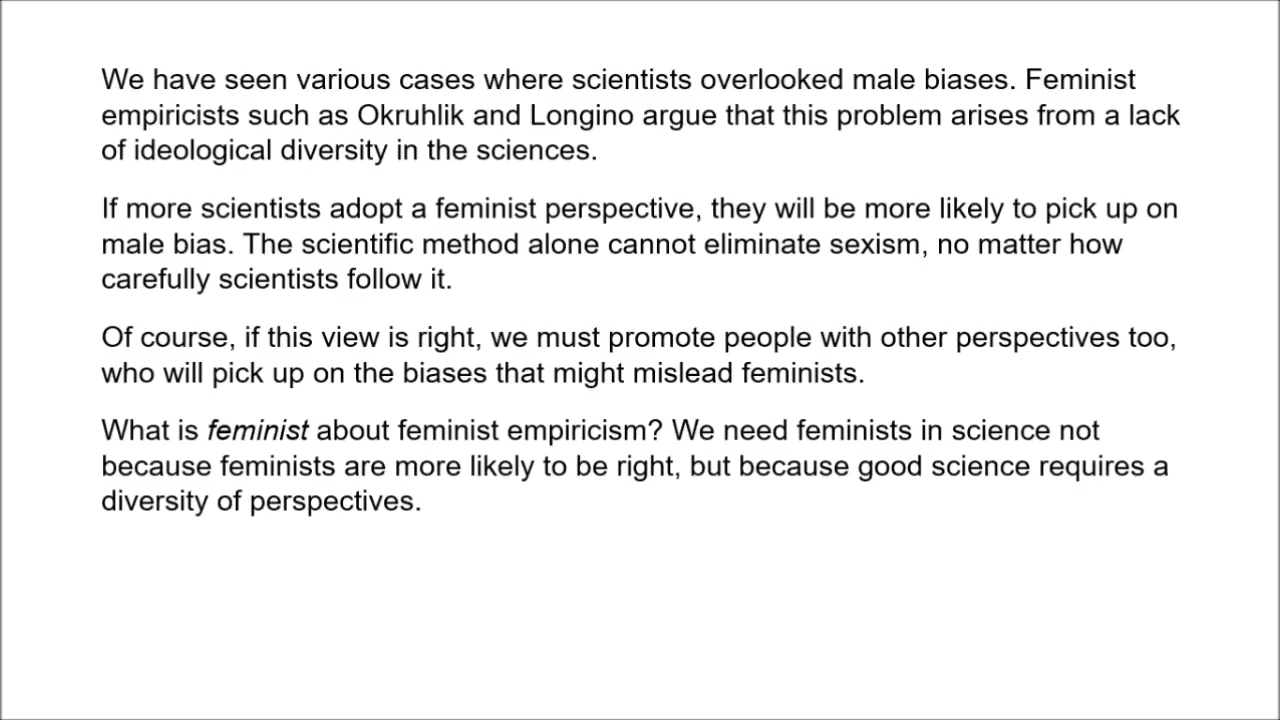 We have seen various cases where scientists overlooked male biases. Feminist
empiricists such as Okruhlik and Longino argue that this problem arises from a lack
of ideological diversity in the sciences.
If more scientists adopt a feminist perspective, they will be more likely to pick up on
male bias. The scientific method alone cannot eliminate sexism, no matter how
carefully scientists follow it.
Of course, if this view is right, we must promote people with other perspectives too,
who will pick up on the biases that might mislead feminists.
What is feminist about feminist empiricism? We need feminists in science not
because feminists are more likely to be right, but because good science requires a
diversity of perspectives.